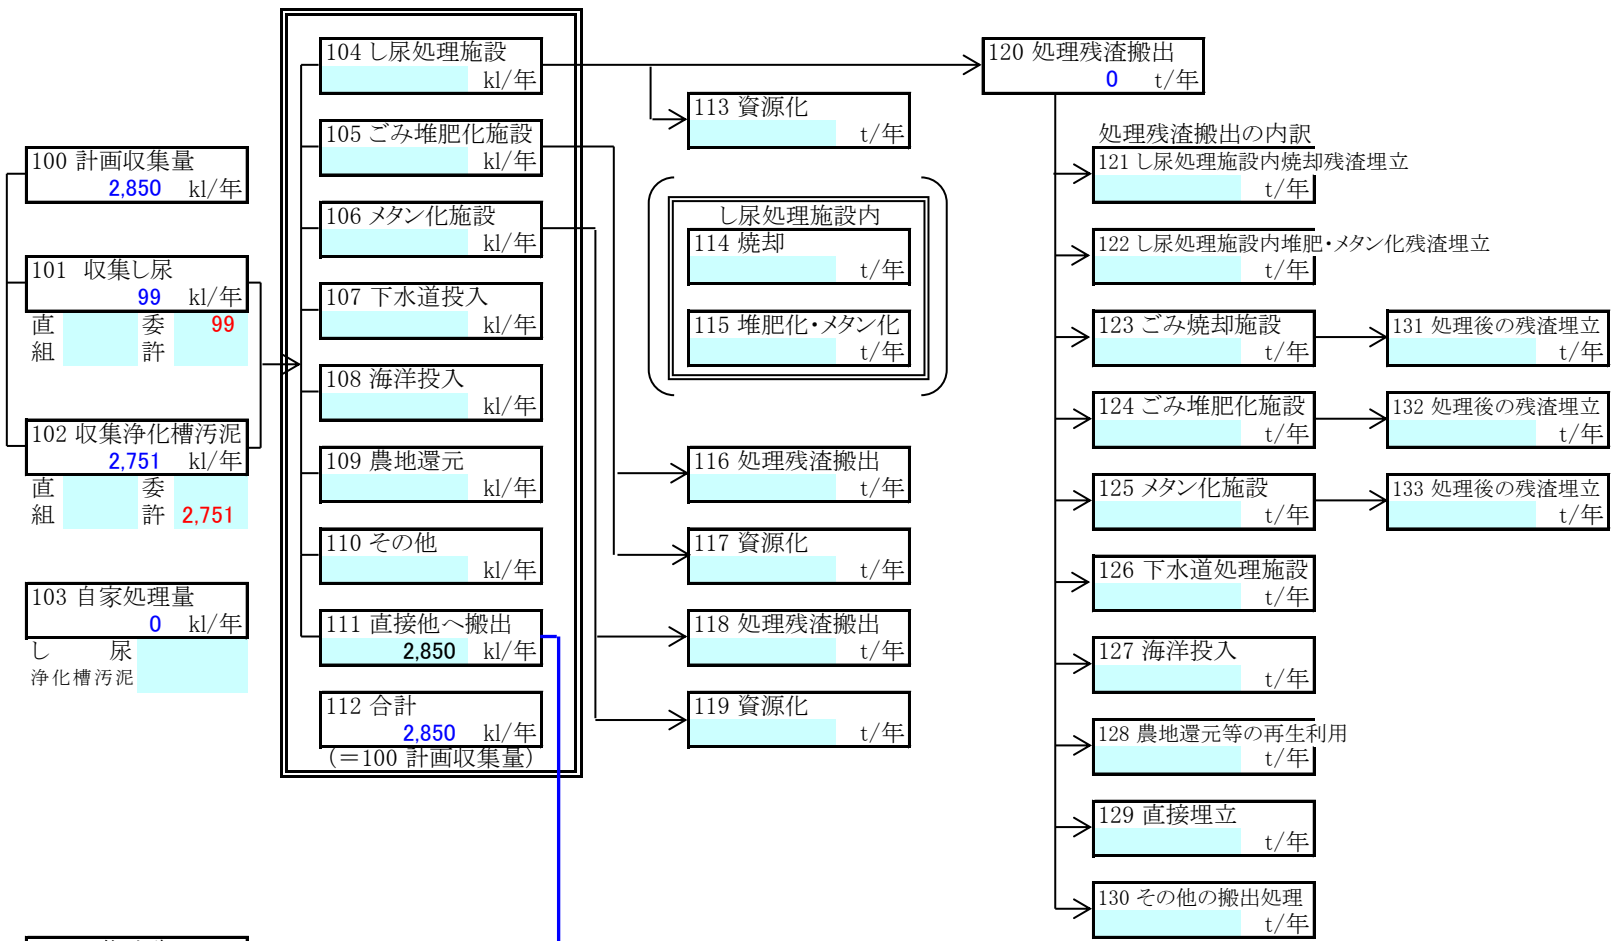 100 計画収集量
2,850 kl/年
101 収集し尿
99 kl/年
直 委 99
組 許
102 収集浄化槽汚泥
2,751 kl/年
直 委
組 許 2,751
103 自家処理量
0 kl/年
し 尿
浄化槽汚泥
104 し尿処理施設
kl/年
105 ごみ堆肥化施設
kl/年
106 メタン化施設
kl/年
107 下水道投入
kl/年
108 海洋投入
kl/年
109 農地還元
kl/年
110 その他
kl/年
111 直接他へ搬出
2,850 kl/年
112 合計
2,850 kl/年
(＝100 計画収集量)
113 資源化
t/年
し尿処理施設内
114 焼却
t/年
115 堆肥化・メタン化
t/年
116 処理残渣搬出
t/年
117 資源化
t/年
118 処理残渣搬出
t/年
119 資源化
t/年
120 処理残渣搬出
0 t/年
処理残渣搬出の内訳
121 し尿処理施設内焼却残渣埋立
t/年
122 し尿処理施設内堆肥・メタン化残渣埋立
t/年
123 ごみ焼却施設
t/年
124 ごみ堆肥化施設
t/年
125 メタン化施設
t/年
126 下水道処理施設
t/年
127 海洋投入
t/年
128 農地還元等の再生利用
t/年
129 直接埋立
t/年
130 その他の搬出処理
t/年
131 処理後の残渣埋立
t/年
132 処理後の残渣埋立
t/年
133 処理後の残渣埋立
t/年